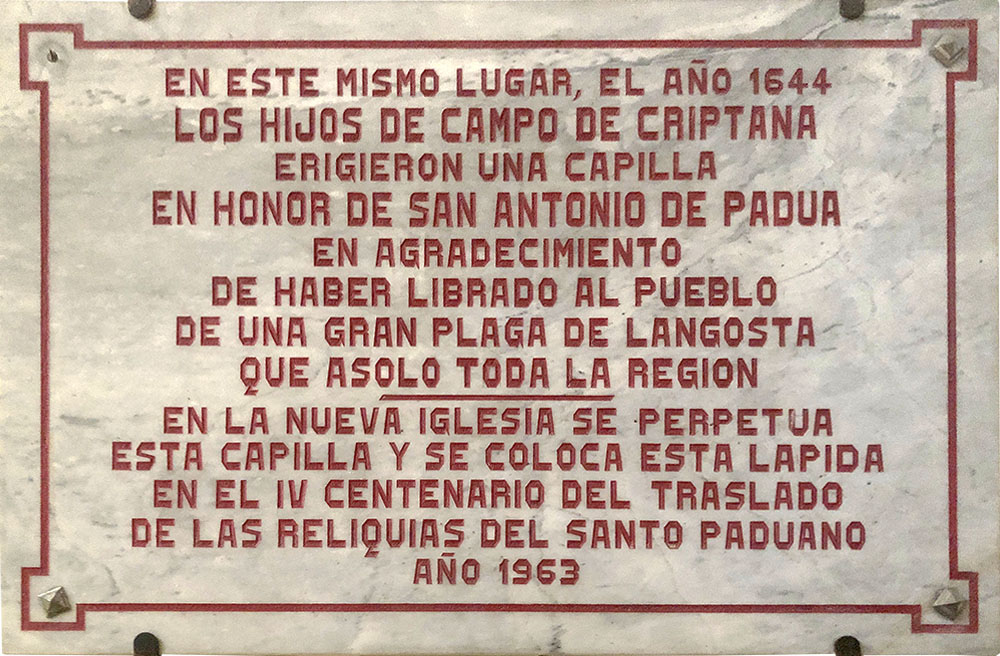 EN ESTE MISMO LUGAR, EL AÑO 1644
LOS HIJOS DE CAMPO DE CRIPTANA
ERIGIERON UNA CAPILLA
EN HONOR DE SAN ANTONIO DE PADUA
EN AGRADECIMIENTO
DE HABER LIBRADO AL PUEBLO
DE UNA GRAN PLAGA DE LANGOSTA
QUE ASOLO TODA LA REGION
EN LA NUEVA IGLESIA SE PERPETUA
ESTA CAPILLA Y SE COLOCA ESTA LAPIDA
EN EL IV CENTENARIO DEL TRASLADO
DE LAS RELIQUIAS DEL SANTO PADUANO
AÑO 1963